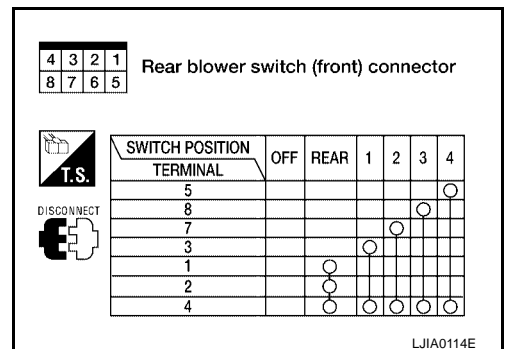 4 3 2 1
8 7 6 5
Rear blower switch (front) connector
T.S.
DISCONNECT
SWITCH POSITION OFF REAR 1 2 3 4
TERMINAL
5
8
7
3
1
2
4
LJIA0114E